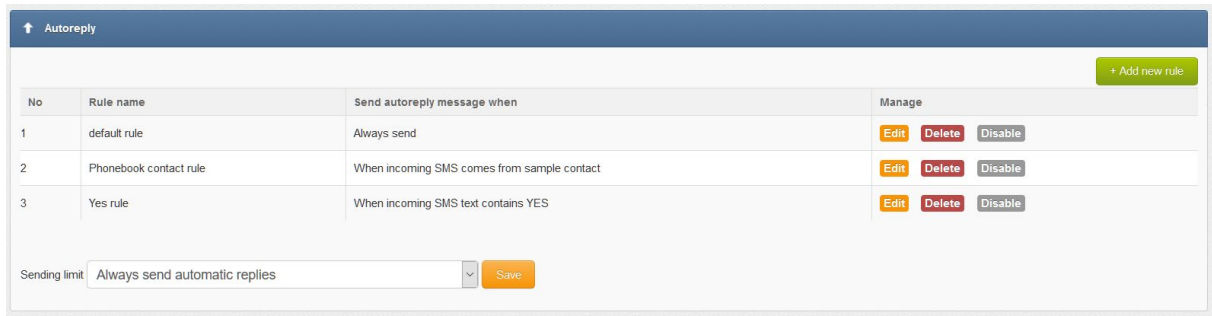 Autoreply
+ Add new rule
No Rule name Send autoreply message when Manage
1 default rule Always send Edit Delete Disable
2 Phonebook contact rule When incoming SMS comes from sample contact Edit Delete Disable
3 Yes rule When incoming SMS text contains YES Edit Delete Disable
Sending limit Always send automatic replies Save